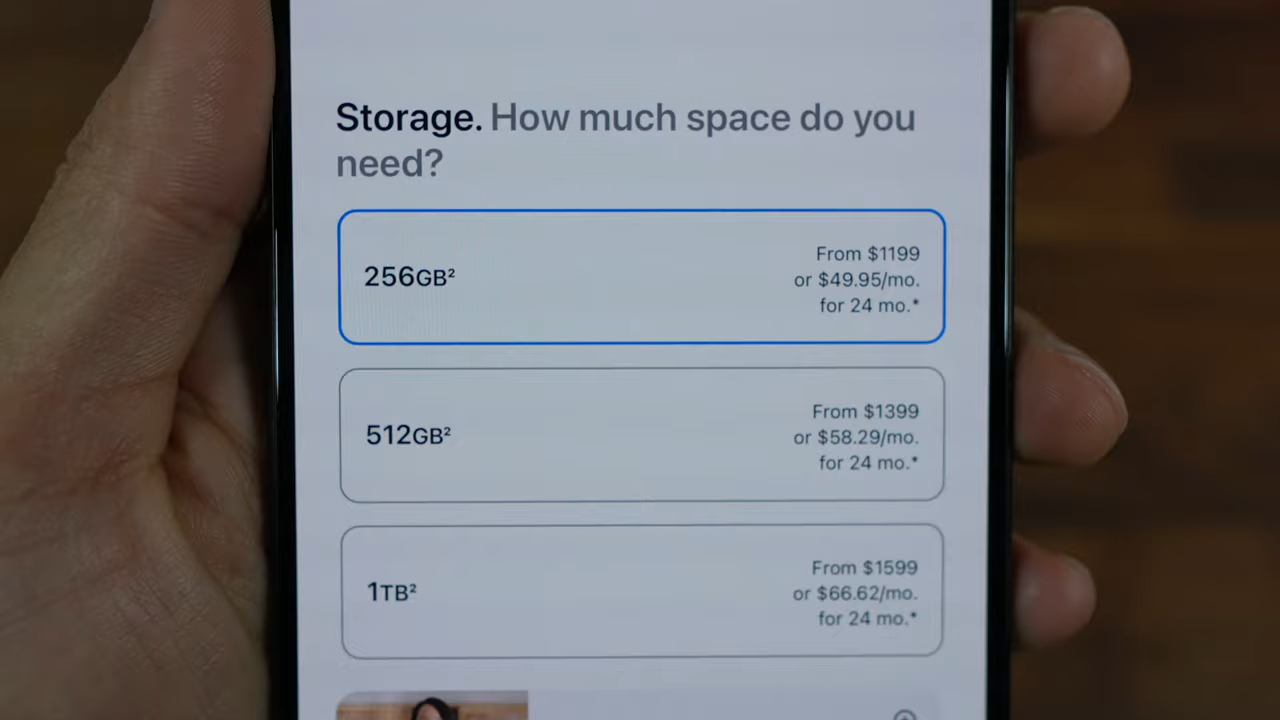 Storage. How much space do you
need?
256GB²
From $1199
or $49.95/mo.
for 24 mo.*
512GB²
From $1399
or $58.29/mo.
for 24 mo.*
1TB²
From $1599
or $66.62/mo.
for 24 mo.*